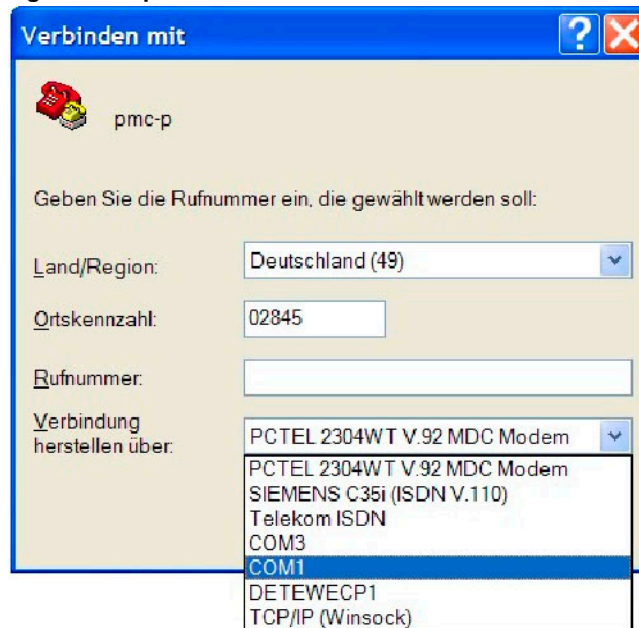 Verbinden mit
pmc-p
Geben Sie die Rufnummer ein, die gewählt werden soll:
Land/Region: Deutschland (49)
Ortskennzahl: 02845
Rufnummer:
Verbindung
herstellen über: PCTEL 2304WT V.92 MDC Modem
PCTEL 2304WT V.92 MDC Modem
SIEMENS C35i (ISDN V.110)
Telekom ISDN
COM3
COM1
DETEWECP1
TCP/IP (Winsock)